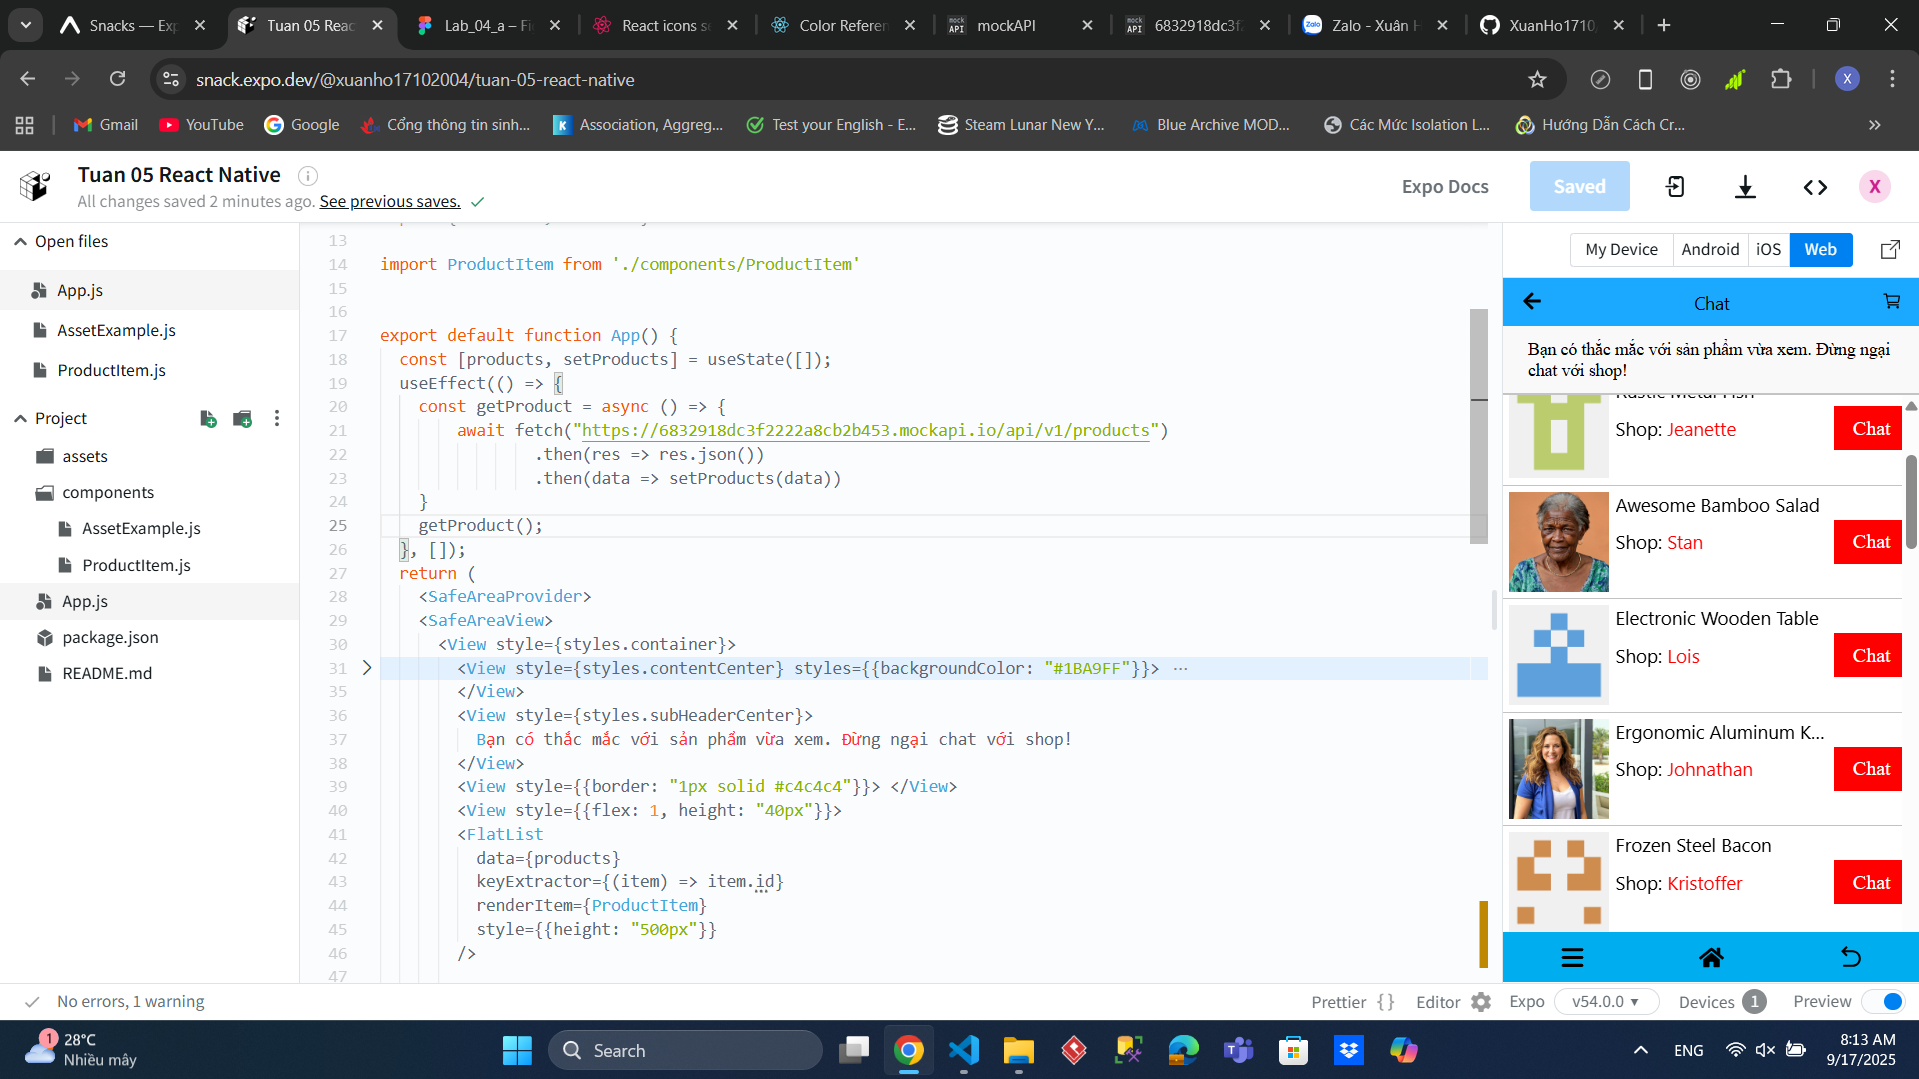 Snacks — Exp
Tuan 05 Reac
Lab_04_a – Fi
React icons se
Color Referen
mockAPI
6832918dc3f
Zalo - Xuân H
XuanHo1710
snack.expo.dev/@xuanho17102004/tuan-05-react-native
X
Gmail
YouTube
Google
Cổng thông tin sinh...
Association, Aggreg...
Test your English - E...
Steam Lunar New Y...
Blue Archive MOD...
Các Mức Isolation L...
Hướng Dẫn Cách Cr...
Tuan 05 React Native
All changes saved 2 minutes ago. See previous saves.
Expo Docs
Saved
X
Open files
App.js
AssetExample.js
ProductItem.js
Project
assets
components
AssetExample.js
ProductItem.js
App.js
package.json
README.md
13
14 import ProductItem from './components/ProductItem'
15
16
17 export default function App() {
18 const [products, setProducts] = useState([]);
19 useEffect(() => {
20 const getProduct = async () => {
21 await fetch("https://6832918dc3f2222a8cb2b453.mockapi.io/api/v1/products")
22 .then(res => res.json())
23 .then(data => setProducts(data))
24 }
25 getProduct();
26 }, []);
27 return (
28 <SafeAreaProvider>
29 <SafeAreaView>
30 <View style={styles.container}>
31 <View style={styles.contentCenter} styles={{backgroundColor: "#1BA9FF"}}> ···
35 </View>
36 <View style={styles.subHeaderCenter}>
37 Bạn có thắc mắc với sản phẩm vừa xem. Đừng ngại chat với shop!
38 </View>
39 <View style={{border: "1px solid #c4c4c4"}}> </View>
40 <View style={{flex: 1, height: "40px"}}>
41 <FlatList
42 data={products}
43 keyExtractor={(item) => item.id}
44 renderItem={ProductItem}
45 style={{height: "500px"}}
46 />
47
My Device
Android
iOS
Web
Chat
Bạn có thắc mắc với sản phẩm vừa xem. Đừng ngại
chat với shop!
Rustic Metal Fish
Shop: Jeanette
Chat
Awesome Bamboo Salad
Shop: Stan
Chat
Electronic Wooden Table
Shop: Lois
Chat
Ergonomic Aluminum K...
Shop: Johnathan
Chat
Frozen Steel Bacon
Shop: Kristoffer
Chat
No errors, 1 warning
Prettier { }
Editor
Expo
v54.0.0
Devices 1
Preview
1
28°C
Nhiều mây
Search
ENG
8:13 AM
9/17/2025